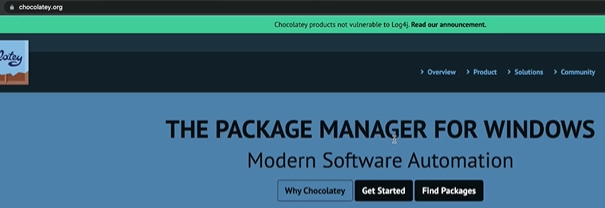 chocolatey.org
Chocolatey products not vulnerable to Log4j. Read our announcement.
latey
> Overview > Product > Solutions > Community
THE PACKAGE MANAGER FOR WINDOWS
Modern Software Automation
Why Chocolatey Get Started Find Packages